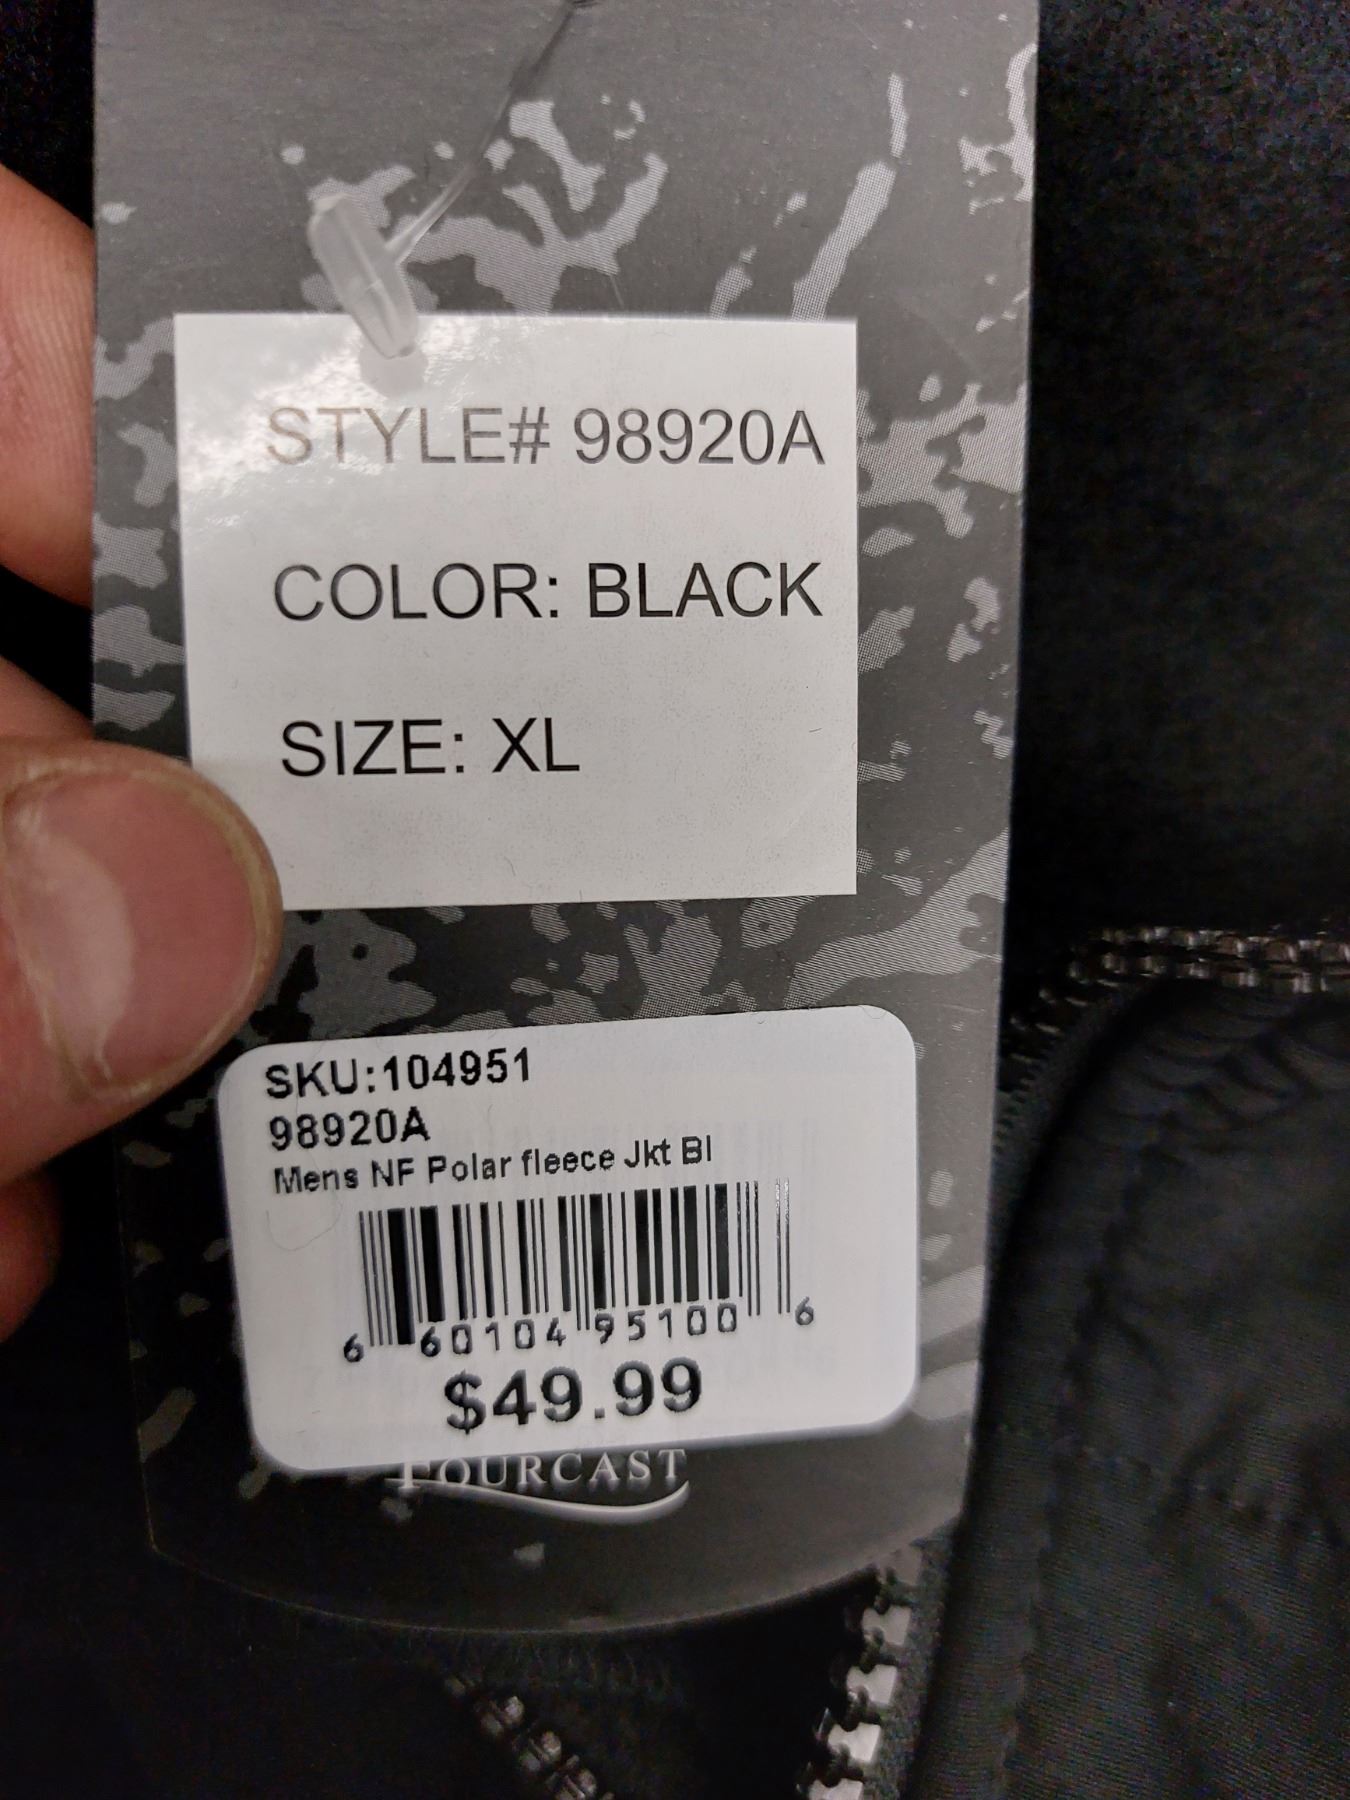 STYLE# 98920A
COLOR: BLACK
SIZE: XL
SKU:104951
98920A
Mens NF Polar fleece Jkt Bl
6 60104 95100 6
$49.99
FOURCAST